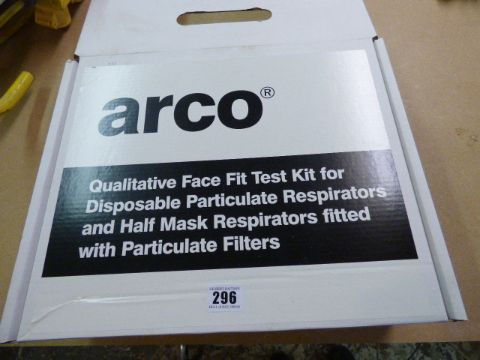 arco®
Qualitative Face Fit Test Kit for
Disposable Particulate Respirators
and Half Mask Respirators fitted
with Particulate Filters
296